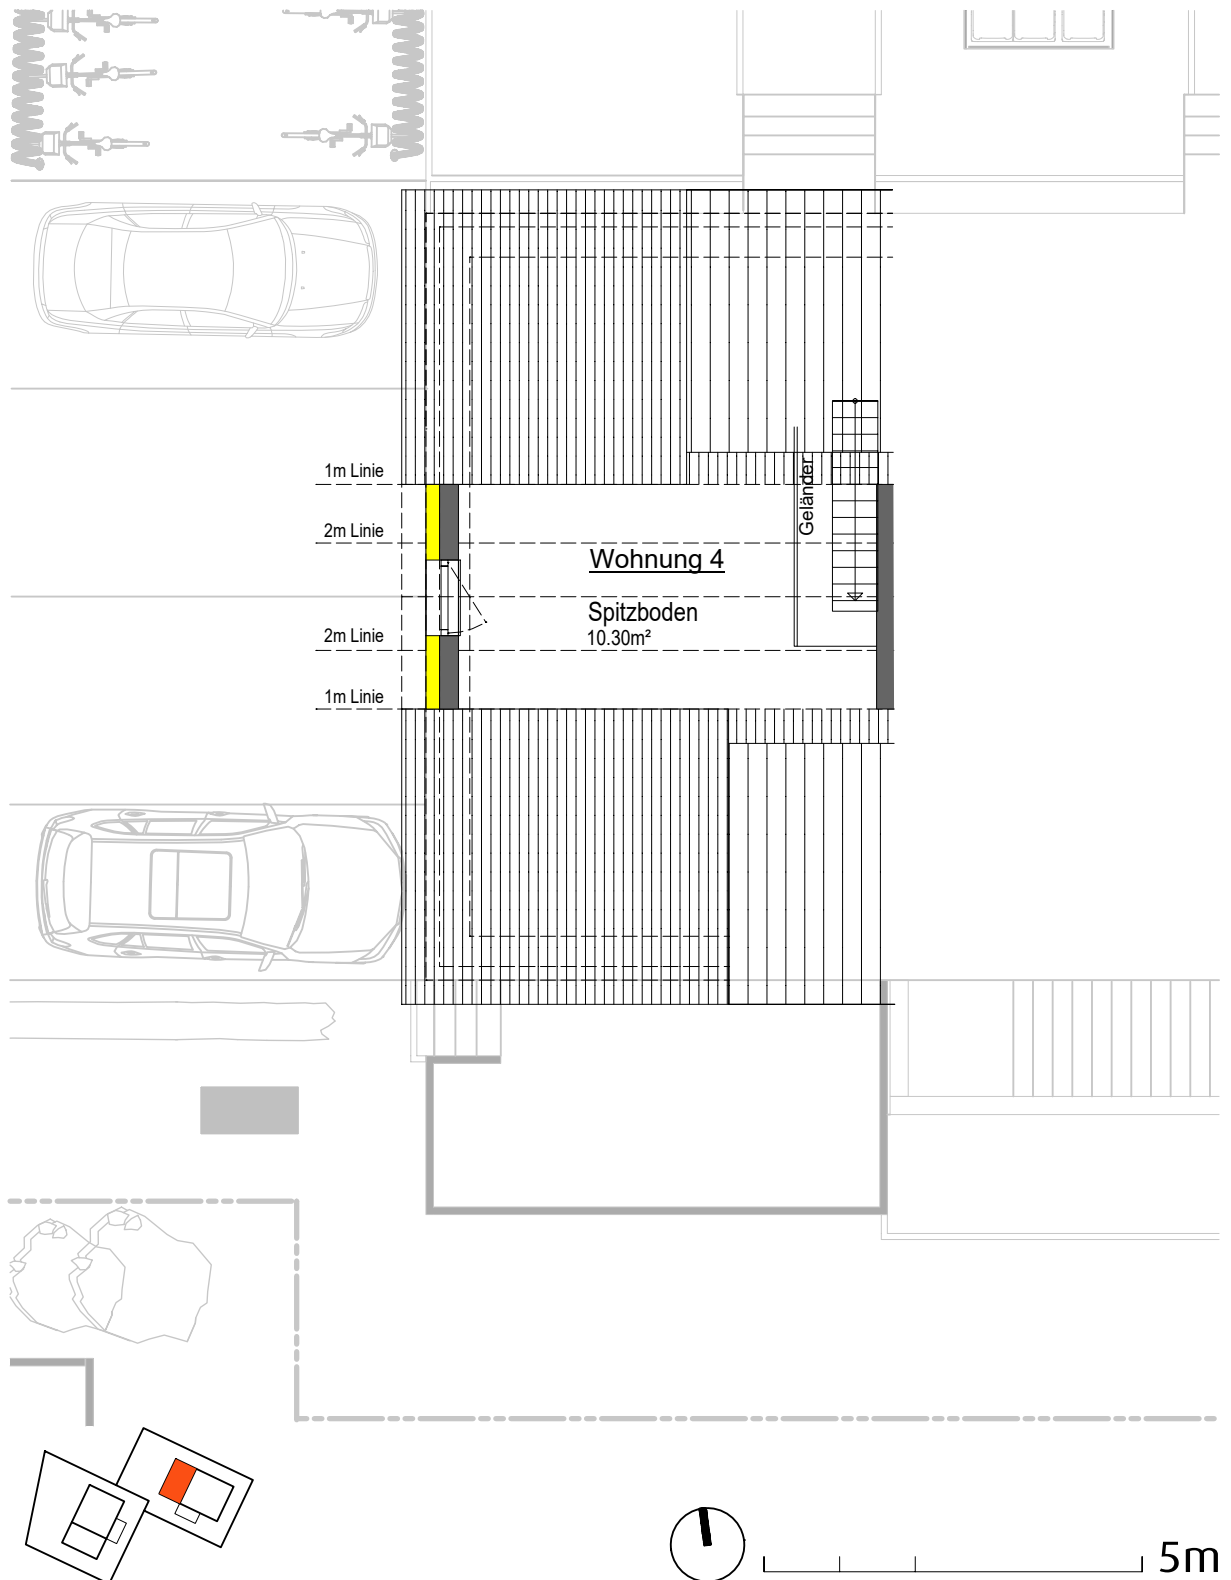 1m Linie
2m Linie
Geländer
Wohnung 4
Spitzboden
10.30m²
2m Linie
1m Linie
5m